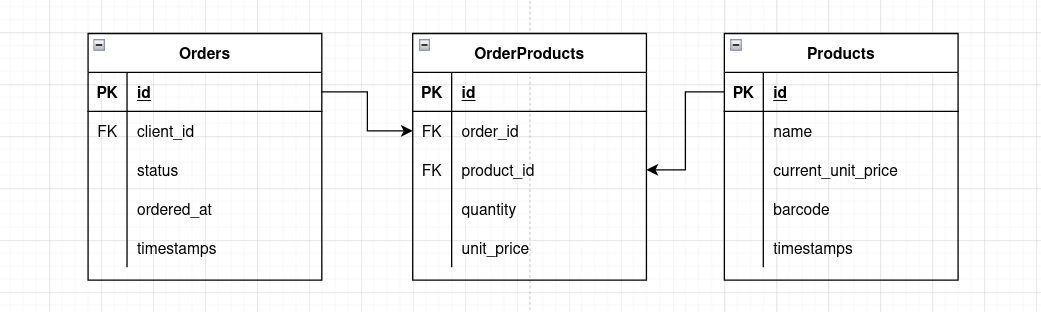 Orders
PK id
FK client_id
status
ordered_at
timestamps
OrderProducts
PK id
FK order_id
FK product_id
quantity
unit_price
Products
PK id
name
current_unit_price
barcode
timestamps